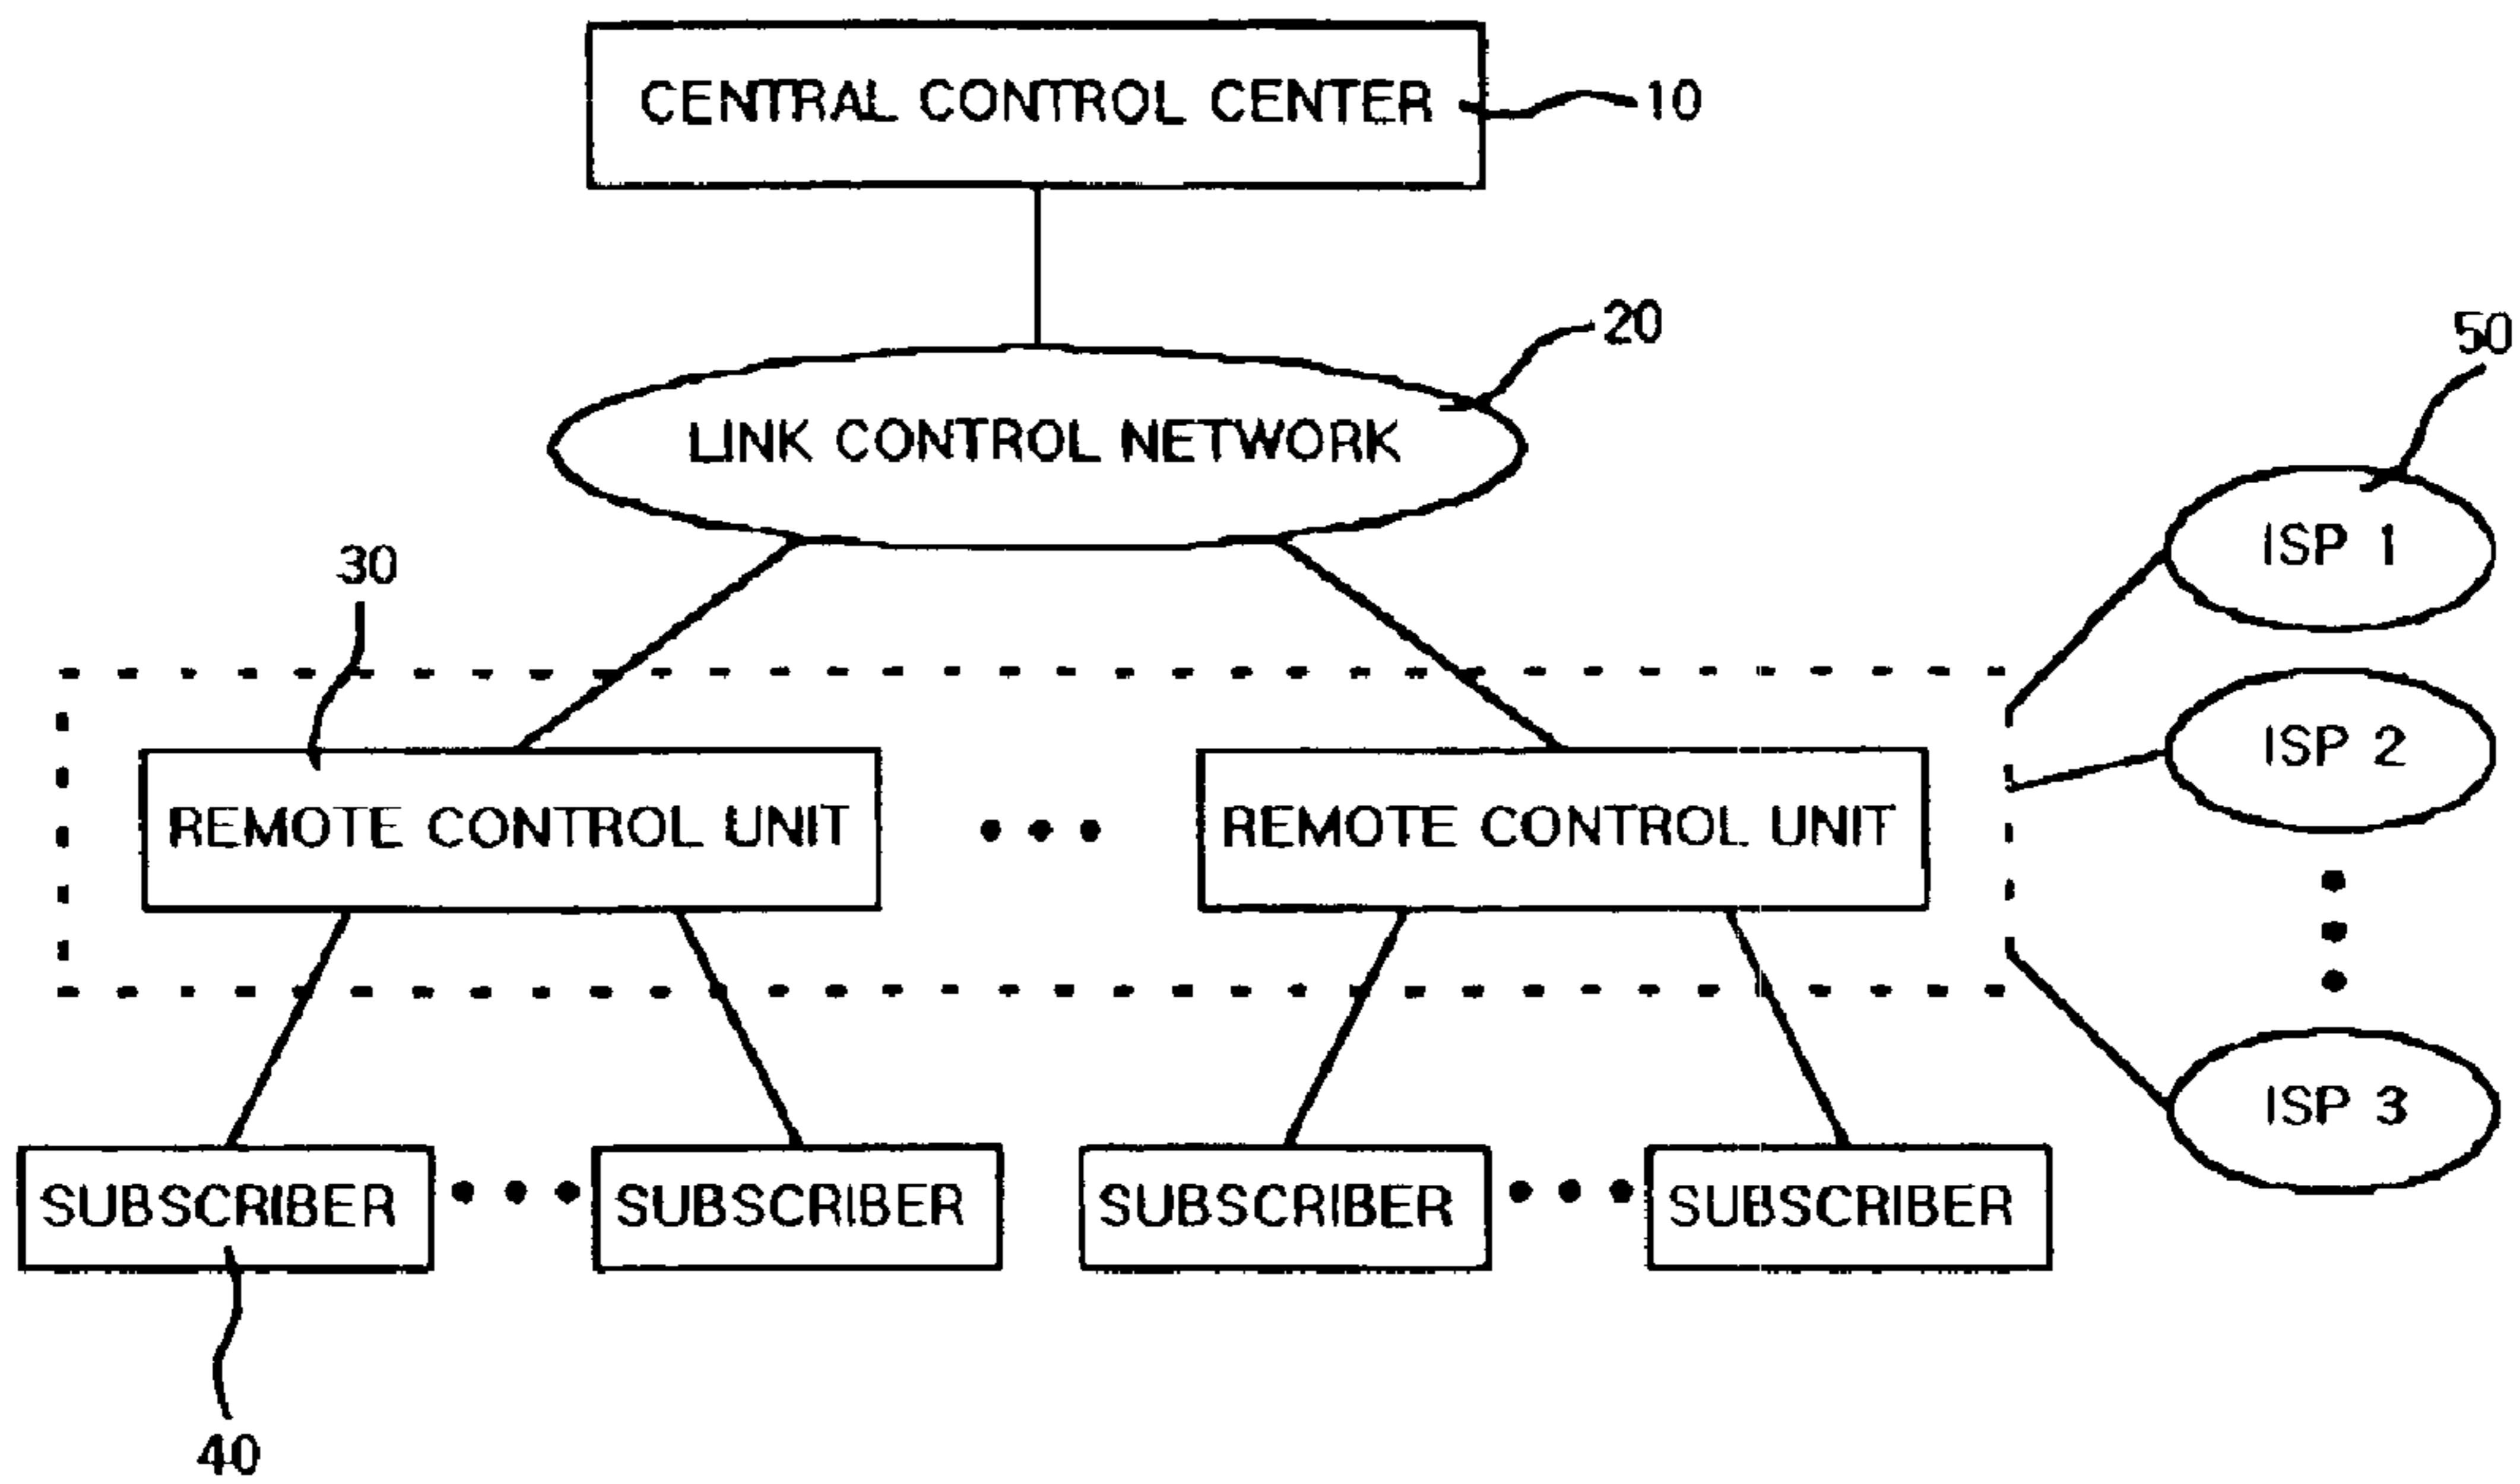 CENTRAL CONTROL CENTER
10
LINK CONTROL NETWORK
20
50
ISP 1
30
ISP 2
REMOTE CONTROL UNIT
REMOTE CONTROL UNIT
ISP 3
SUBSCRIBER
SUBSCRIBER
SUBSCRIBER
SUBSCRIBER
40